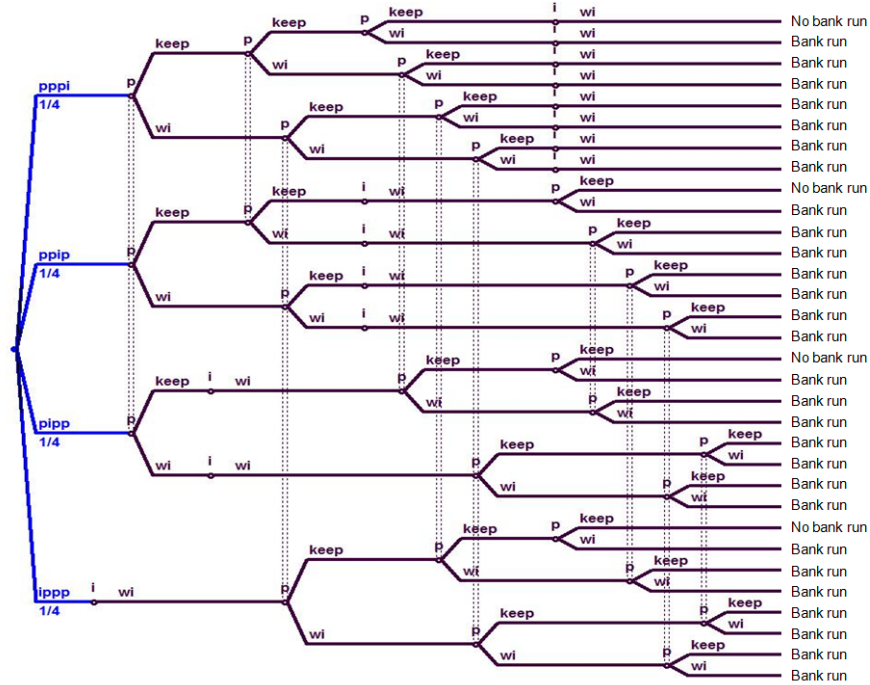 keep i wi No bank run
keep p wi i wi Bank run
keep p keep i wi Bank run
wi p wi i wi Bank run
pppi p keep i wi Bank run
1/4 keep p wi i wi Bank run
wi p keep i wi Bank run
wi p wi i wi Bank run
keep p keep i wi p keep No bank run
wi Bank run
wi i wi p keep Bank run
wi Bank run
ppip p keep i wi p keep Bank run
1/4 wi Bank run
wi p wi i wi p keep Bank run
wi Bank run
keep p keep No bank run
wi Bank run
keep i wi p wi p keep Bank run
wi Bank run
pipp p keep p keep Bank run
1/4 wi Bank run
wi i wi p wi p keep Bank run
wi Bank run
keep p keep No bank run
wi Bank run
keep p wi p keep Bank run
wi Bank run
ippp i wi p keep p keep Bank run
1/4 wi Bank run
wi p wi p keep Bank run
wi Bank run